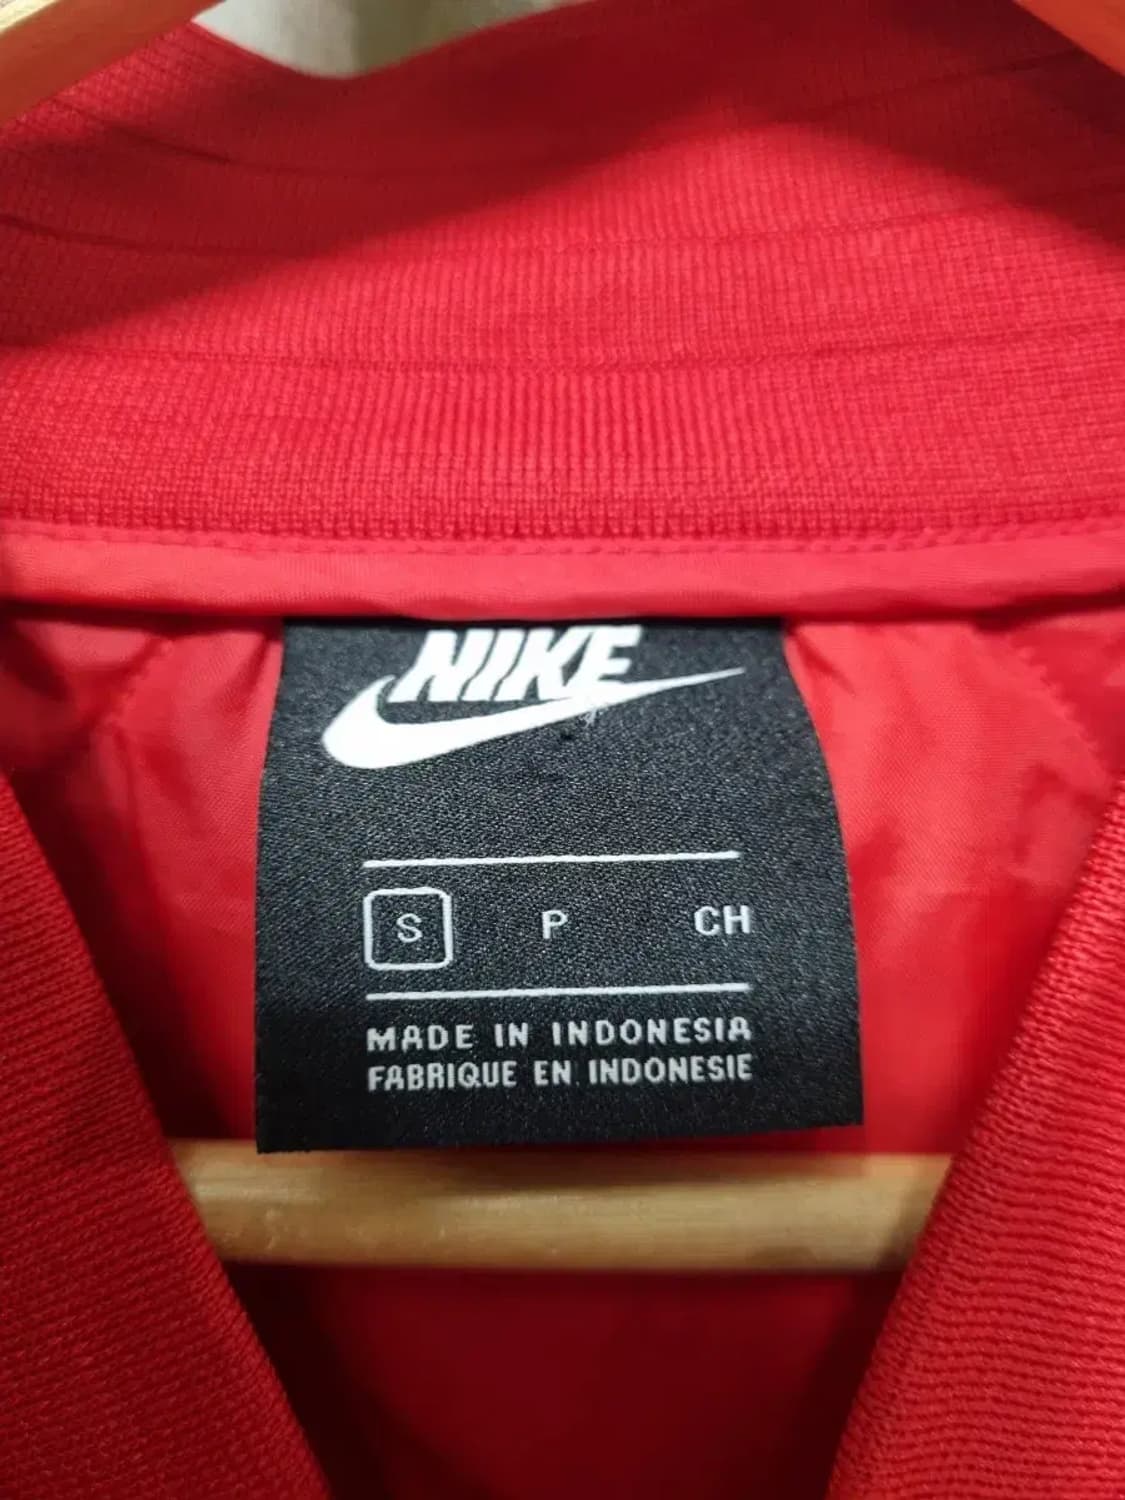 NIKE
S P CH
MADE IN INDONESIA
FABRIQUE EN INDONESIE